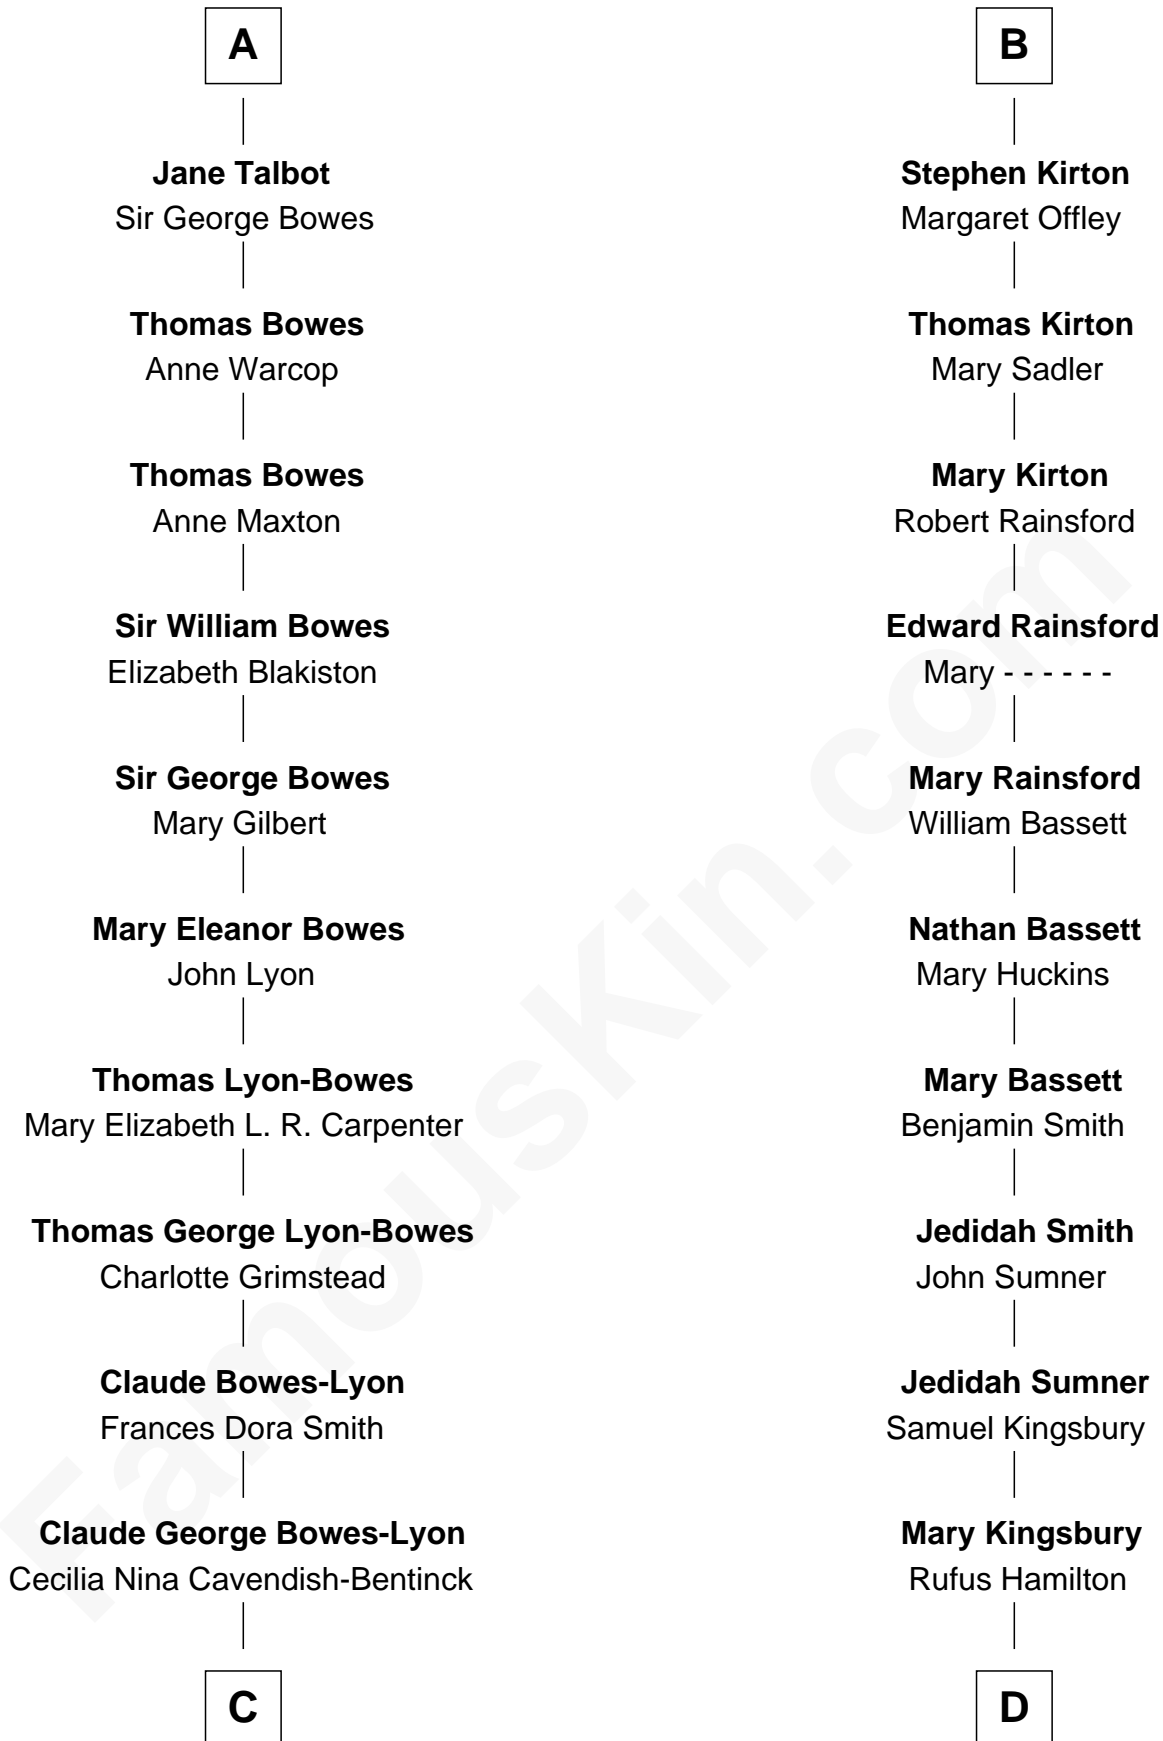 A
Jane Talbot
Sir George Bowes
Thomas Bowes
Anne Warcop
Thomas Bowes
Anne Maxton
Sir William Bowes
Elizabeth Blakiston
Sir George Bowes
Mary Gilbert
Mary Eleanor Bowes
John Lyon
Thomas Lyon-Bowes
Mary Elizabeth L. R. Carpenter
Thomas George Lyon-Bowes
Charlotte Grimstead
Claude Bowes-Lyon
Frances Dora Smith
Claude George Bowes-Lyon
Cecilia Nina Cavendish-Bentinck
C
B
Stephen Kirton
Margaret Offley
Thomas Kirton
Mary Sadler
Mary Kirton
Robert Rainsford
Edward Rainsford
Mary - - - - - -
Mary Rainsford
William Bassett
Nathan Bassett
Mary Huckins
Mary Bassett
Benjamin Smith
Jedidah Smith
John Sumner
Jedidah Sumner
Samuel Kingsbury
Mary Kingsbury
Rufus Hamilton
D
FamousKin.com